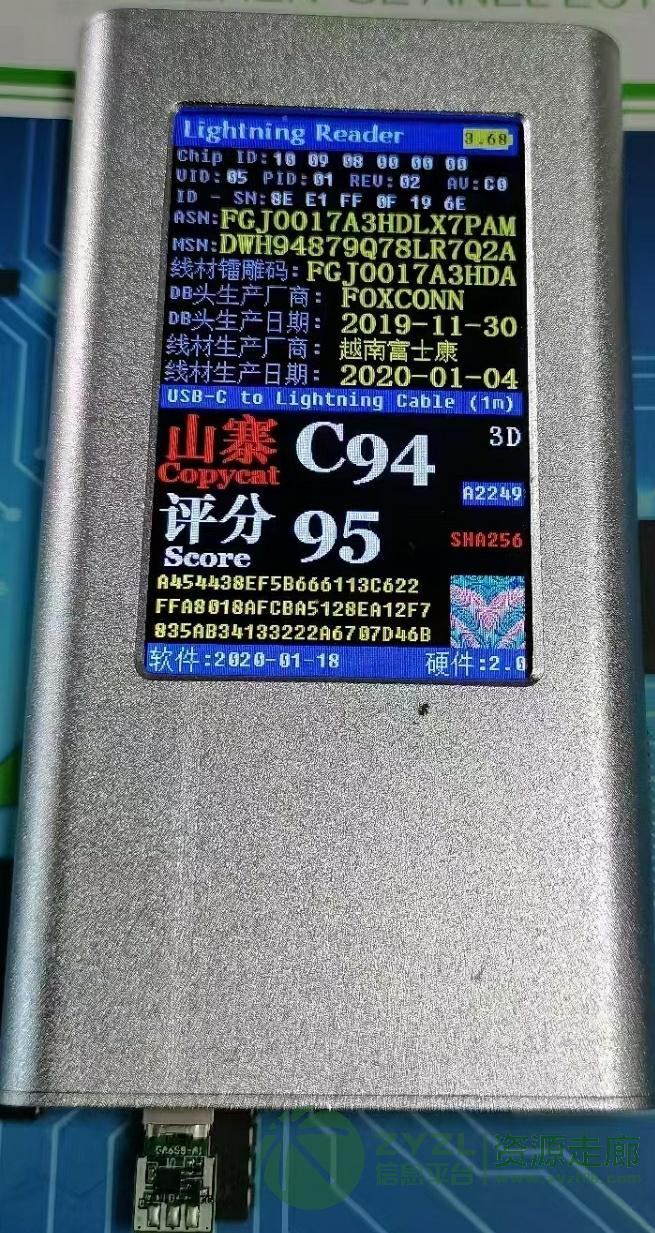 Lightning Reader 3.68
Chip ID:10 09 08 00 00 00
VID:05 PID:01 REV:02 AV:C0
ID - SN:8E E1 FF 0F 19 6E
ASN:FGJ0017A3HDLX7PAM
MSN:DWH94879Q78LR7Q2A
线材镭雕码:FGJ0017A3HDA
DB头生产厂商:FOXCONN
DB头生产日期:2019-11-30
线材生产厂商:越南富士康
线材生产日期:2020-01-04
USB-C to Lightning Cable (1m)
山寨 C94 3D
Copycat
A2249
评分 95
Score
SHA256
A454438EF5B666113C622
FFA8018AFCBA5128EA12F7
835AB34133222A6707D46B
软件:2020-01-18 硬件:2.0
GA658-A1
ZYZL 资源走廊
信息平台 www.zyzlb.com